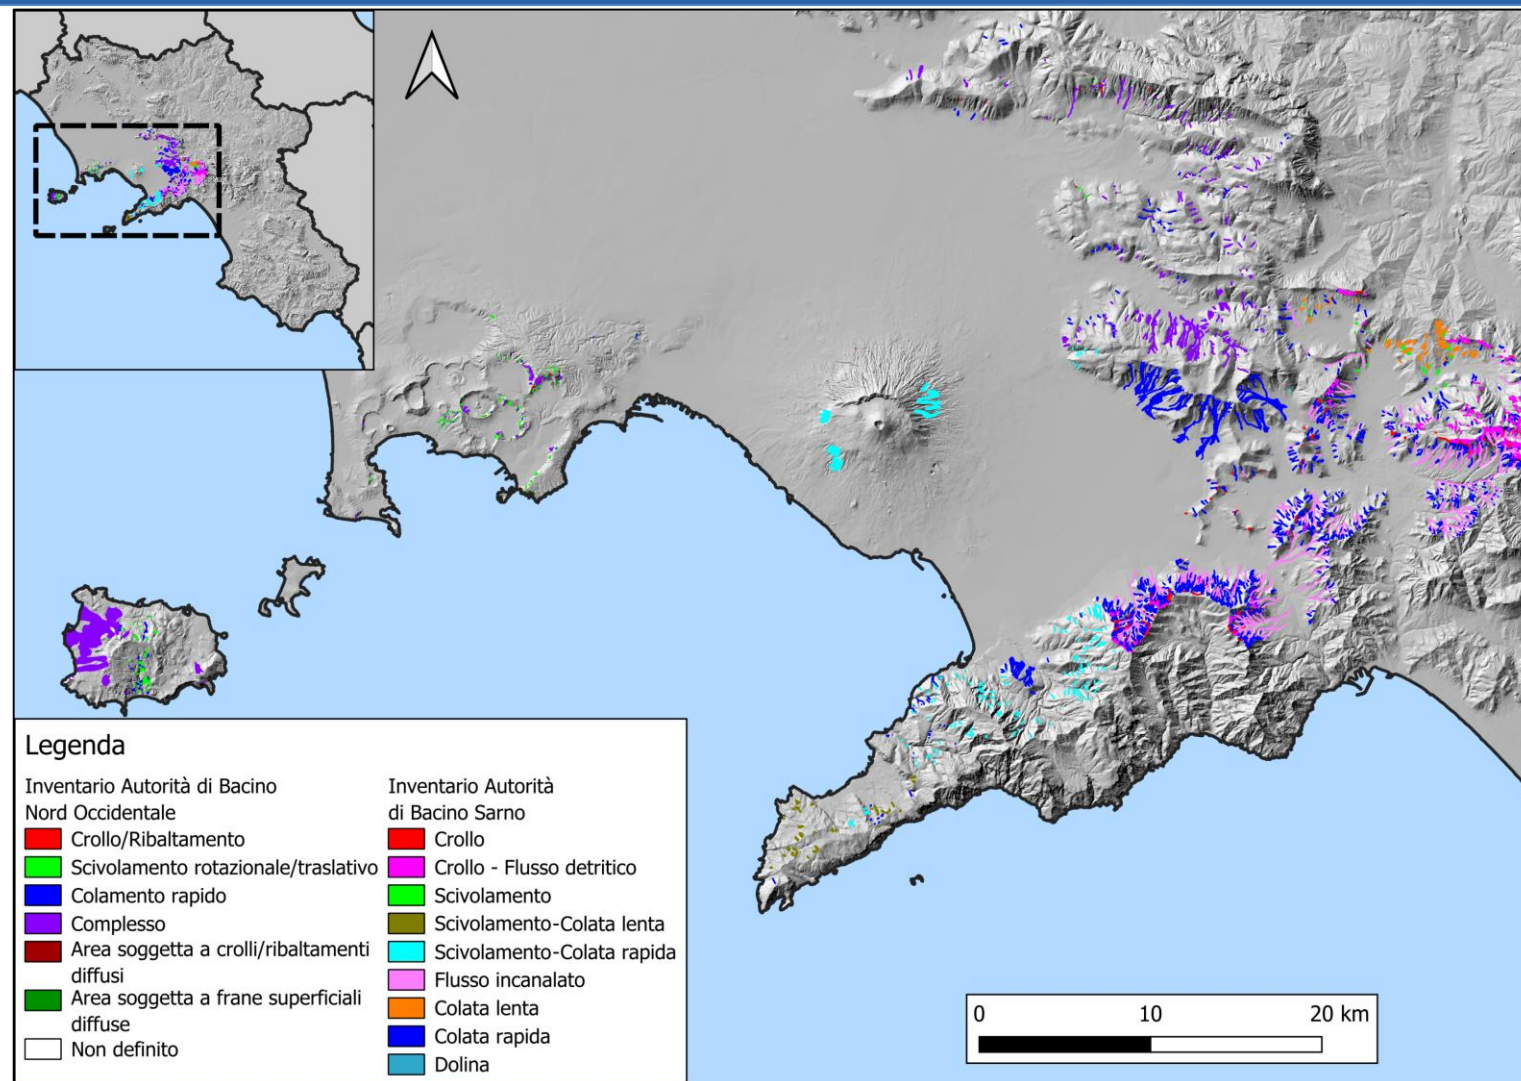 Legenda
Inventario Autorità di Bacino
Nord Occidentale
Crollo/Ribaltamento
Scivolamento rotazionale/traslativo
Colamento rapido
Complesso
Area soggetta a crolli/ribaltamenti
diffusi
Area soggetta a frane superficiali
diffuse
Non definito
Inventario Autorità
di Bacino Sarno
Crollo
Crollo - Flusso detritico
Scivolamento
Scivolamento-Colata lenta
Scivolamento-Colata rapida
Flusso incanalato
Colata lenta
Colata rapida
Dolina
0 10 20 km